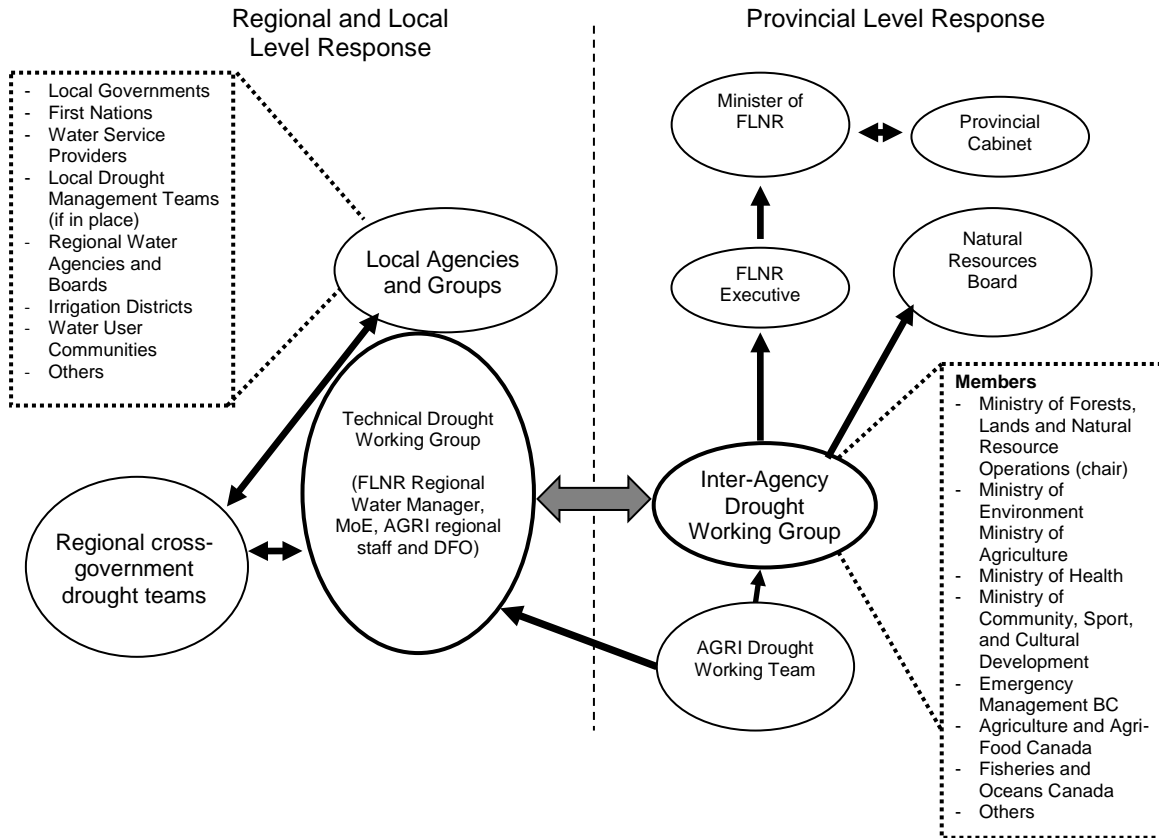 Regional and Local
Level Response
Provincial Level Response
- Local Governments
- First Nations
- Water Service
Providers
- Local Drought
Management Teams
(if in place)
- Regional Water
Agencies and
Boards
- Irrigation Districts
- Water User
Communities
- Others
Local Agencies
and Groups
Technical Drought
Working Group
(FLNR Regional
Water Manager,
MoE, AGRI regional
staff and DFO)
Regional cross-
government
drought teams
Minister of
FLNR
Provincial
Cabinet
FLNR
Executive
Natural
Resources
Board
Inter-Agency
Drought
Working Group
AGRI Drought
Working Team
Members
- Ministry of Forests,
Lands and Natural
Resource
Operations (chair)
- Ministry of
Environment
Ministry of
Agriculture
- Ministry of Health
- Ministry of
Community, Sport,
and Cultural
Development
- Emergency
Management BC
- Agriculture and Agri-
Food Canada
- Fisheries and
Oceans Canada
- Others